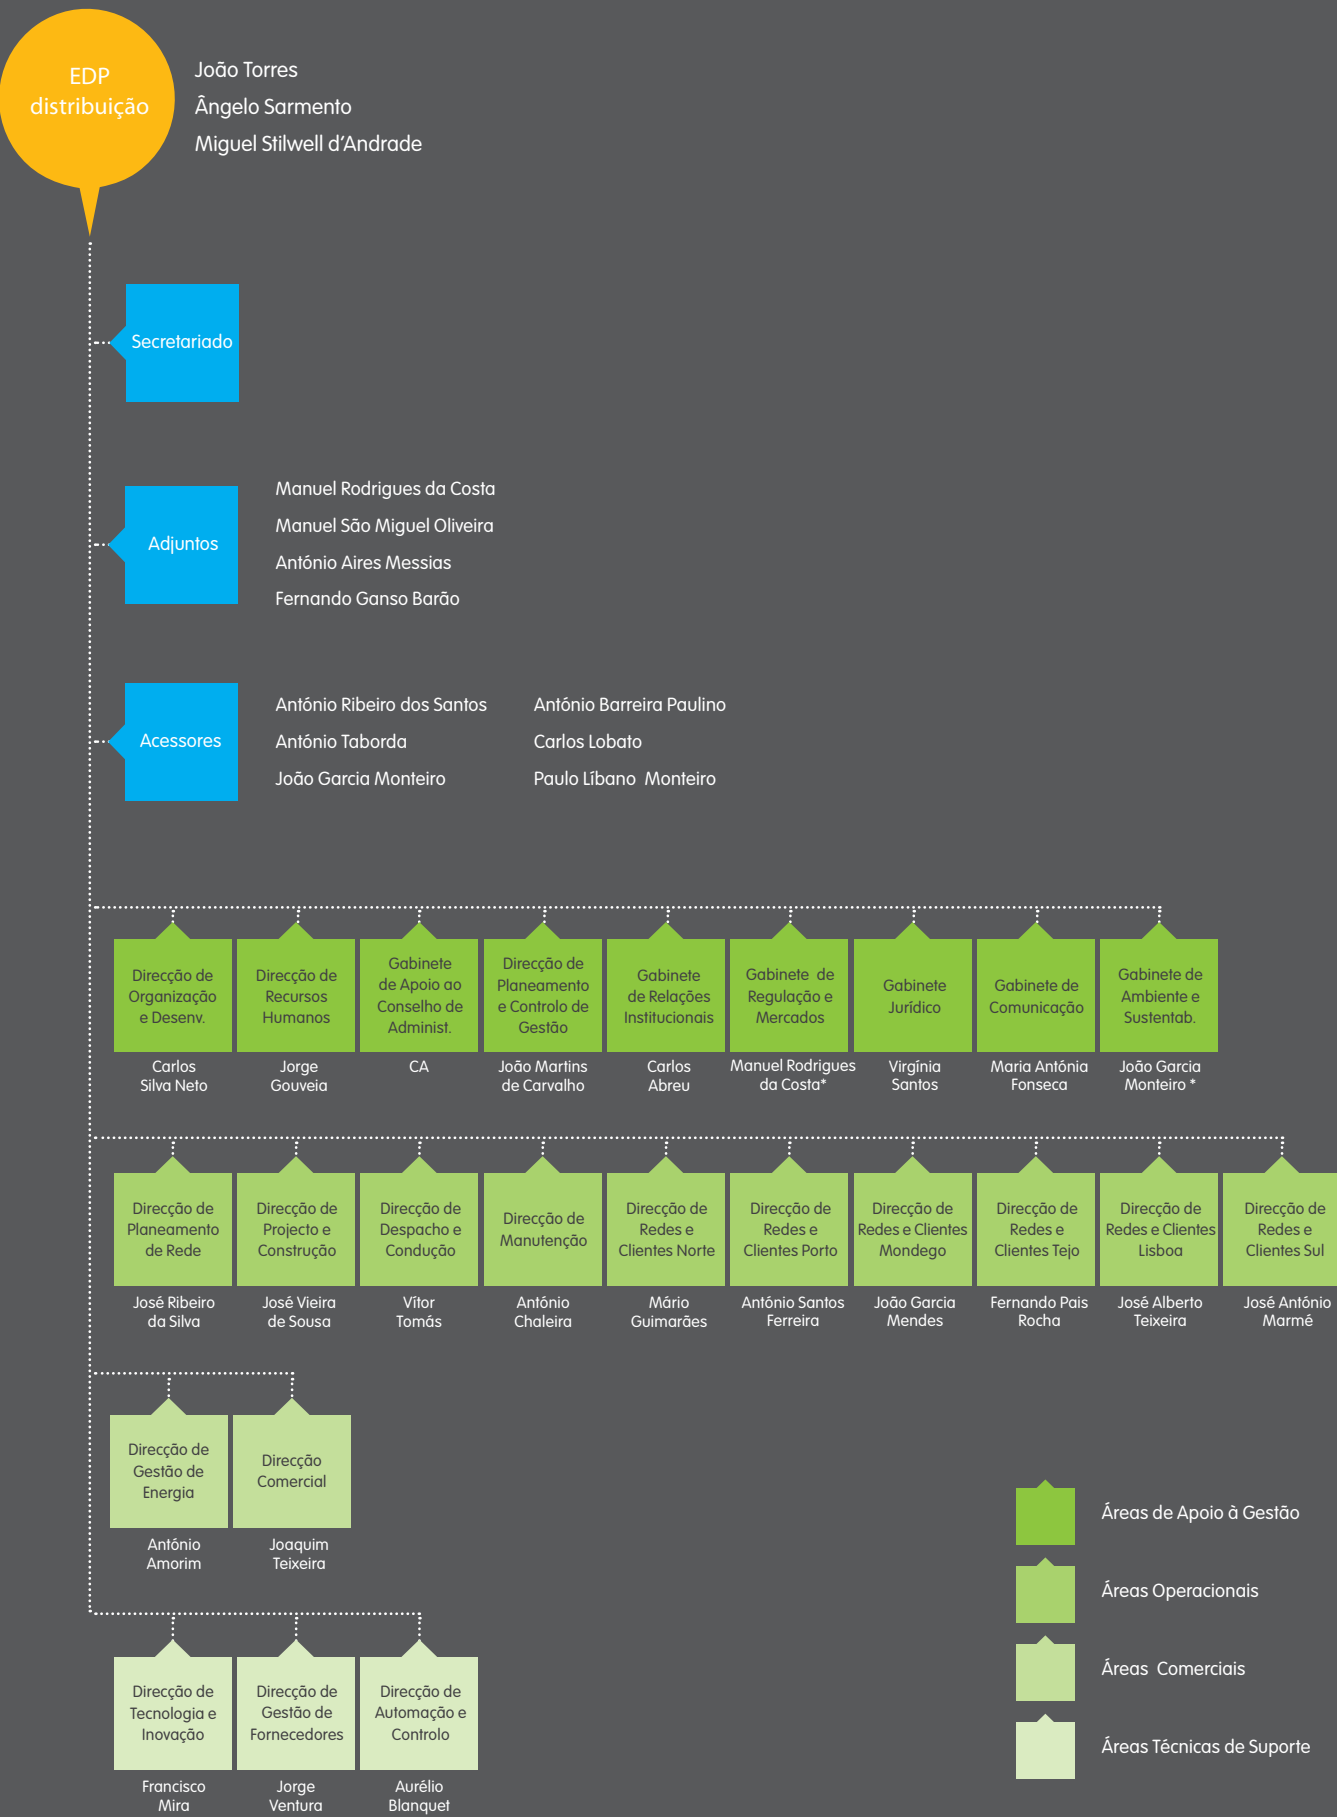 EDP
distribuição
João Torres
Ângelo Sarmento
Miguel Stilwell d’Andrade
Secretariado
Adjuntos
Manuel Rodrigues da Costa
Manuel São Miguel Oliveira
António Aires Messias
Fernando Ganso Barão
Acessores
António Ribeiro dos Santos
António Taborda
João Garcia Monteiro
António Barreira Paulino
Carlos Lobato
Paulo Líbano Monteiro
Direcção de
Organização
e Desenv.
Carlos
Silva Neto
Direcção de
Recursos
Humanos
Jorge
Gouveia
Gabinete
de Apoio ao
Conselho de
Administ.
CA
Direcção de
Planeamento
e Controlo de
Gestão
João Martins
de Carvalho
Gabinete
de Relações
Institucionais
Carlos
Abreu
Gabinete de
Regulação e
Mercados
Manuel Rodrigues
da Costa*
Gabinete
Jurídico
Virgínia
Santos
Gabinete de
Comunicação
Maria Antónia
Fonseca
Gabinete de
Ambiente e
Sustentab.
João Garcia
Monteiro *
Direcção de
Planeamento
de Rede
José Ribeiro
da Silva
Direcção de
Projecto e
Construção
José Vieira
de Sousa
Direcção de
Despacho e
Condução
Vítor
Tomás
Direcção de
Manutenção
António
Chaleira
Direcção de
Redes e
Clientes Norte
Mário
Guimarães
Direcção de
Redes e
Clientes Porto
António Santos
Ferreira
Direcção de
Redes e Clientes
Mondego
João Garcia
Mendes
Direcção de
Redes e
Clientes Tejo
Fernando Pais
Rocha
Direcção de
Redes e Clientes
Lisboa
José Alberto
Teixeira
Direcção de
Redes e
Clientes Sul
José António
Marmé
Direcção de
Gestão de
Energia
António
Amorim
Direcção
Comercial
Joaquim
Teixeira
Direcção de
Tecnologia e
Inovação
Francisco
Mira
Direcção de
Gestão de
Fornecedores
Jorge
Ventura
Direcção de
Automação e
Controlo
Aurélio
Blanquet
Áreas de Apoio à Gestão
Áreas Operacionais
Áreas Comerciais
Áreas Técnicas de Suporte